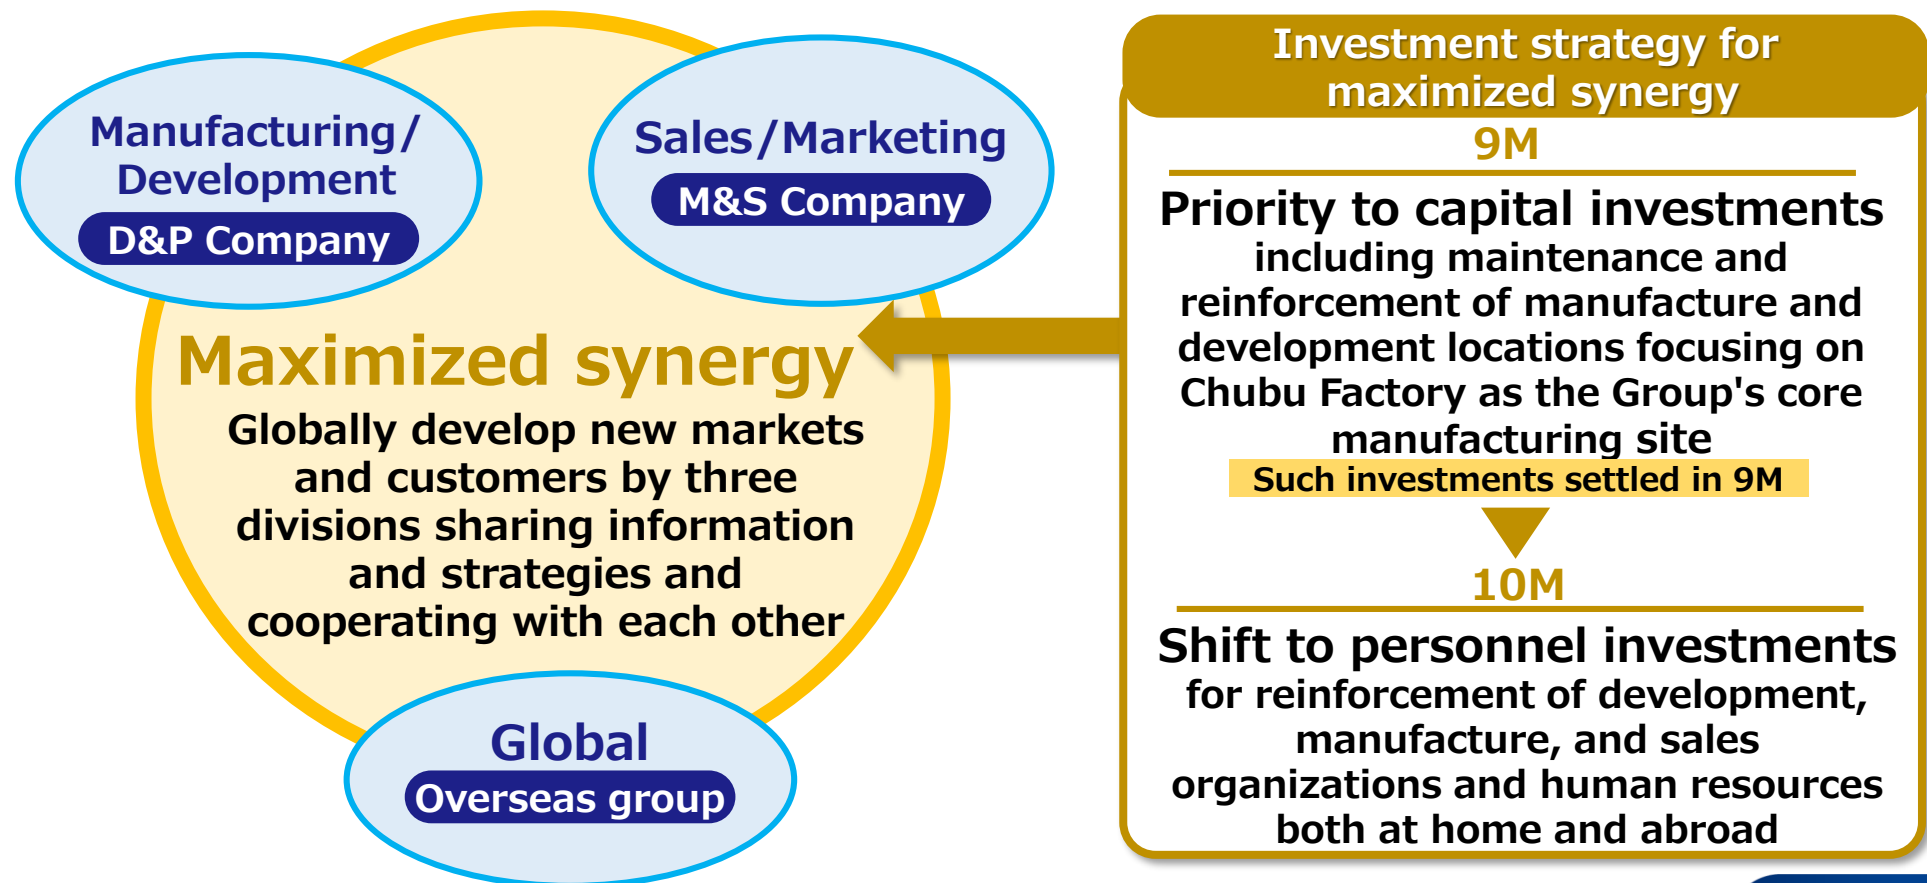 Manufacturing/
Development
D&P Company
Sales/Marketing
M&S Company
Maximized synergy
Globally develop new markets
and customers by three
divisions sharing information
and strategies and
cooperating with each other
Global
Overseas group
Investment strategy for
maximized synergy
9M
Priority to capital investments
including maintenance and
reinforcement of manufacture and
development locations focusing on
Chubu Factory as the Group's core
manufacturing site
Such investments settled in 9M
10M
Shift to personnel investments
for reinforcement of development,
manufacture, and sales
organizations and human resources
both at home and abroad